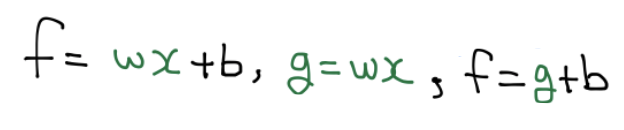 f = wx+b, g=wx, f=g+b